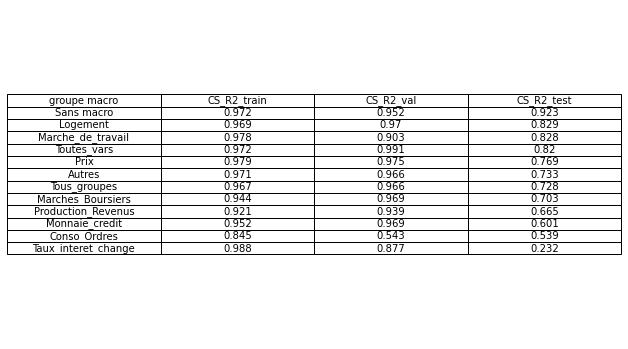 groupe macro CS_R2_train CS_R2_val CS_R2_test
Sans macro 0.972 0.952 0.923
Logement 0.969 0.97 0.829
Marche_de_travail 0.978 0.903 0.828
Toutes_vars 0.972 0.991 0.82
Prix 0.979 0.975 0.769
Autres 0.971 0.966 0.733
Tous_groupes 0.967 0.966 0.728
Marches_Boursiers 0.944 0.969 0.703
Production_Revenus 0.921 0.939 0.665
Monnaie_credit 0.952 0.969 0.601
Conso_Ordres 0.845 0.543 0.539
Taux_interet_change 0.988 0.877 0.232